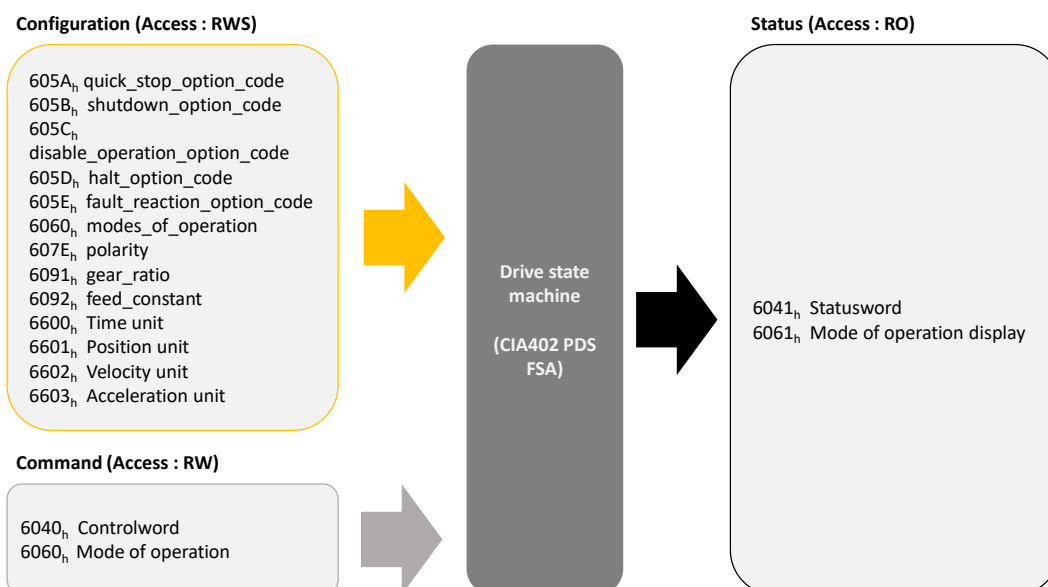 Configuration (Access : RWS)
605Ah quick_stop_option_code
605Bh shutdown_option_code
605Ch
disable_operation_option_code
605Dh halt_option_code
605Eh fault_reaction_option_code
6060h modes_of_operation
607Eh polarity
6091h gear_ratio
6092h feed_constant
6600h Time unit
6601h Position unit
6602h Velocity unit
6603h Acceleration unit
Command (Access : RW)
6040h Controlword
6060h Mode of operation
Drive state
machine
(CIA402 PDS
FSA)
Status (Access : RO)
6041h Statusword
6061h Mode of operation display